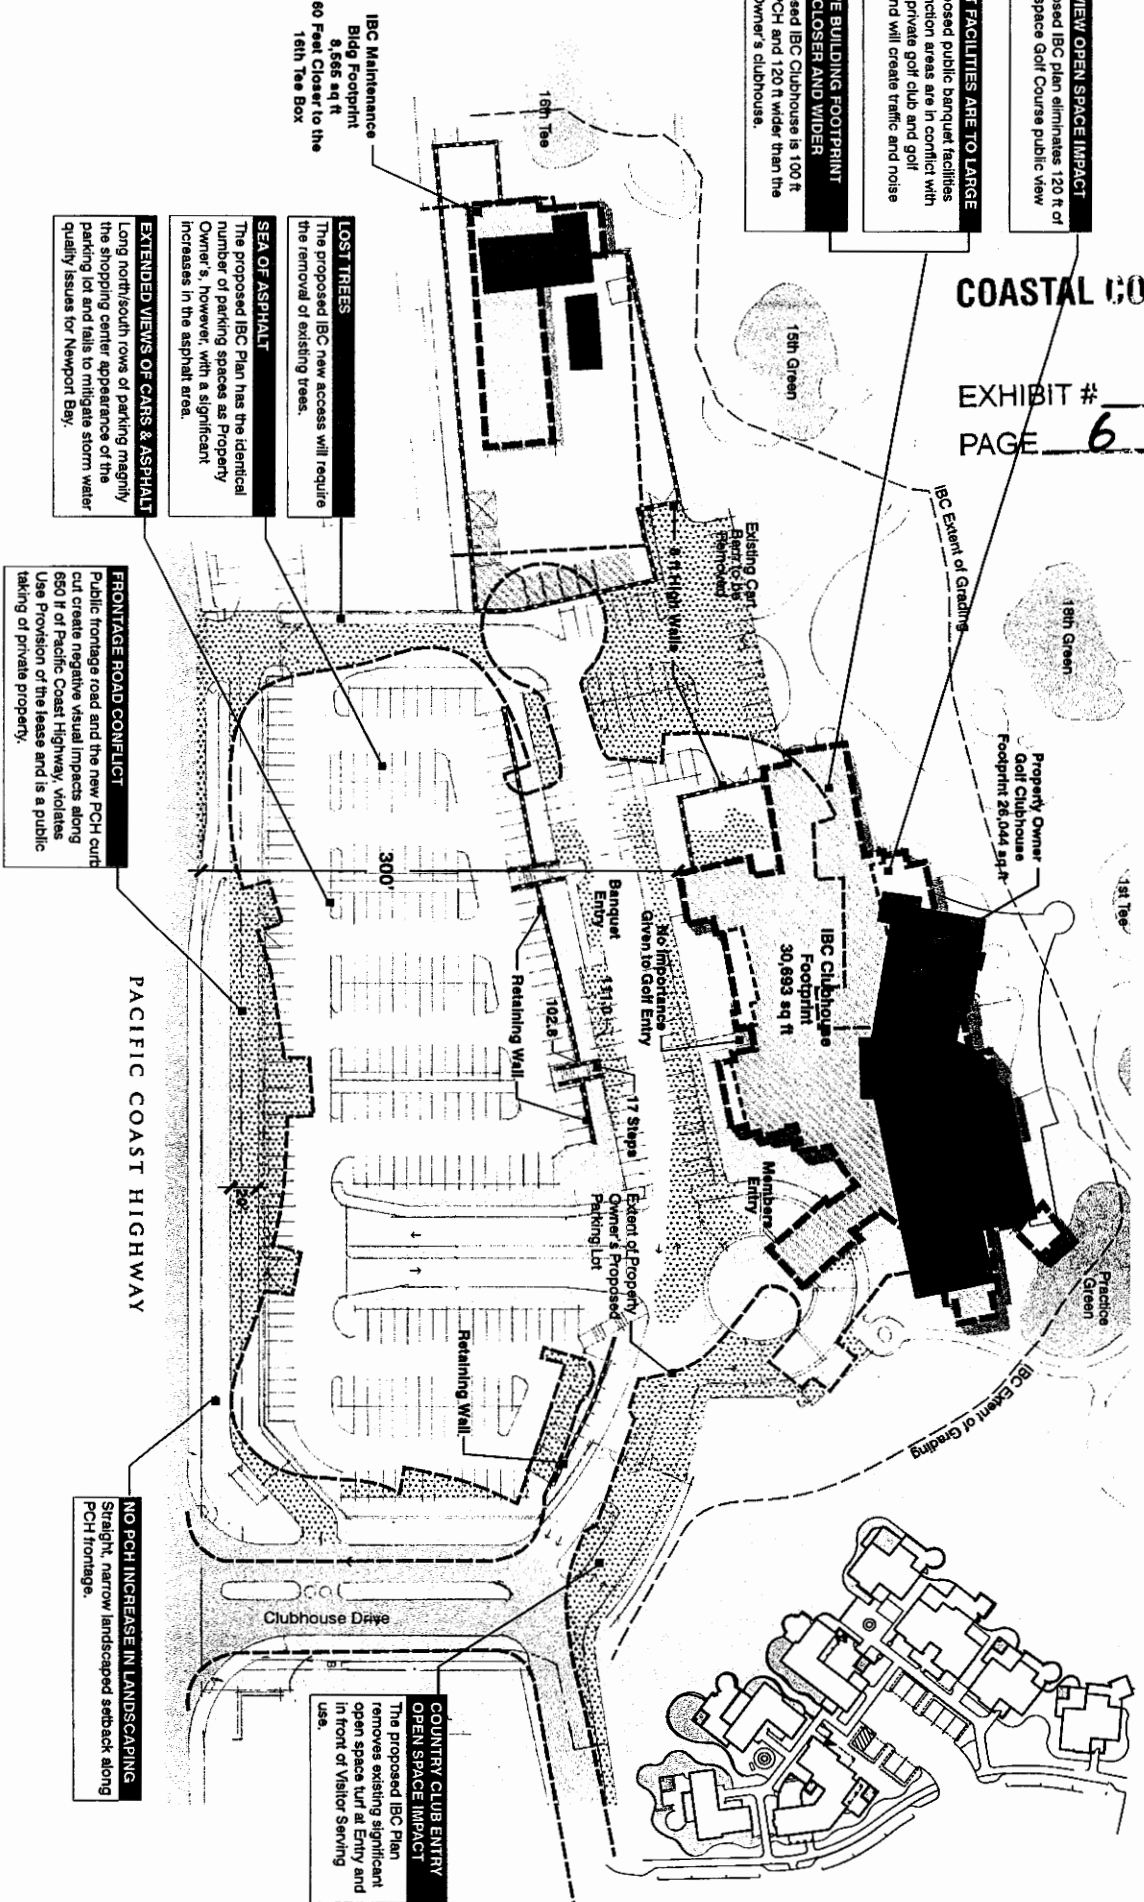 VIEW OPEN SPACE IMPACT
osed IBC plan eliminates 120 ft of
space Golf Course public view
T FACILITIES ARE TO LARGE
posed public banquet facilities
nction areas are in conflict with
private golf club and golf
nd will create traffic and noise
E BUILDING FOOTPRINT
CLOSER AND WIDER
sed IBC Clubhouse is 100 ft
PCH and 120 ft wider than the
Owner's clubhouse.
COASTAL CO
EXHIBIT #
PAGE 6
IBC Maintenance
Bldg Footprint
8,565 sq ft
60 Feet Closer to the
16th Tee Box
16th Tee
15th Green
18th Green
1st Tee
Practice
Green
IBC Extent of Grading
IBC Extent of Grading
Property Owner
Golf Clubhouse
Footprint 26,044 sq ft
IBC Clubhouse
Footprint
30,693 sq ft
Existing Cart
Barn to be
Removed
8 ft High Walls
No Importance
Given to Golf Entry
Banquet
Entry
111.0
102.8
17 Steps
Retaining Wall
Members
Entry
Extent of Property
Owner's Proposed
Parking Lot
Retaining Wall
300'
20'
Clubhouse Drive
PACIFIC COAST HIGHWAY
LOST TREES
The proposed IBC new access will require
the removal of existing trees.
SEA OF ASPHALT
The proposed IBC Plan has the identical
number of parking spaces as Property
Owner's, however, with a significant
increases in the asphalt area.
EXTENDED VIEWS OF CARS & ASPHALT
Long north/south rows of parking magnify
the shopping center appearance of the
parking lot and fails to mitigate storm water
quality issues for Newport Bay.
FRONTAGE ROAD CONFLICT
Public frontage road and the new PCH curb
cut create negative visual impacts along
650 lf of Pacific Coast Highway, violates
Use Provision of the lease and is a public
taking of private property.
NO PCH INCREASE IN LANDSCAPING
Straight, narrow landscaped setback along
PCH frontage.
COUNTRY CLUB ENTRY
OPEN SPACE IMPACT
The proposed IBC Plan
removes existing significant
open space turf at Entry and
in front of Visitor Serving
use.